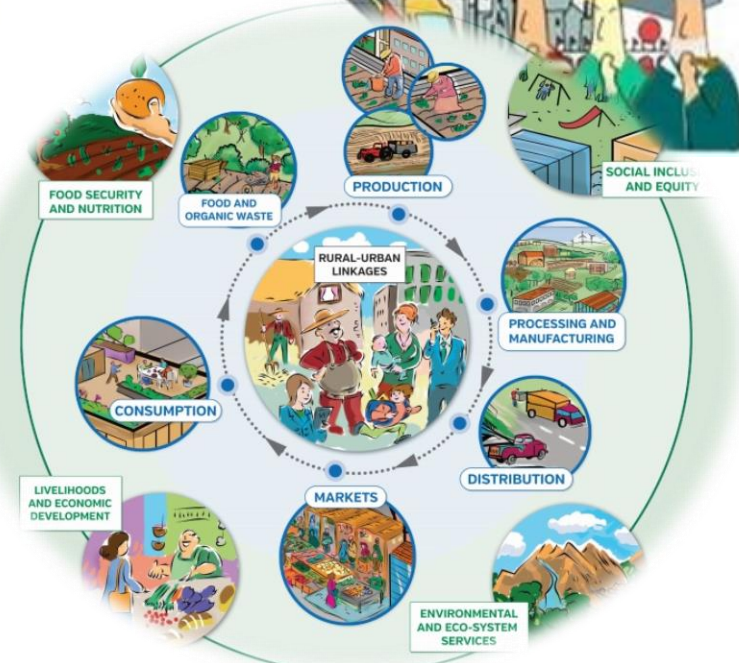 PRODUCTION
SOCIAL INCLUS
AND EQUITY
FOOD SECURITY
AND NUTRITION
FOOD AND
ORGANIC WASTE
RURAL-URBAN
LINKAGES
PROCESSING AND
MANUFACTURING
CONSUMPTION
DISTRIBUTION
LIVELIHOODS
AND ECONOMIC
DEVELOPMENT
MARKETS
ENVIRONMENTAL
AND ECO-SYSTEM
SERVICES